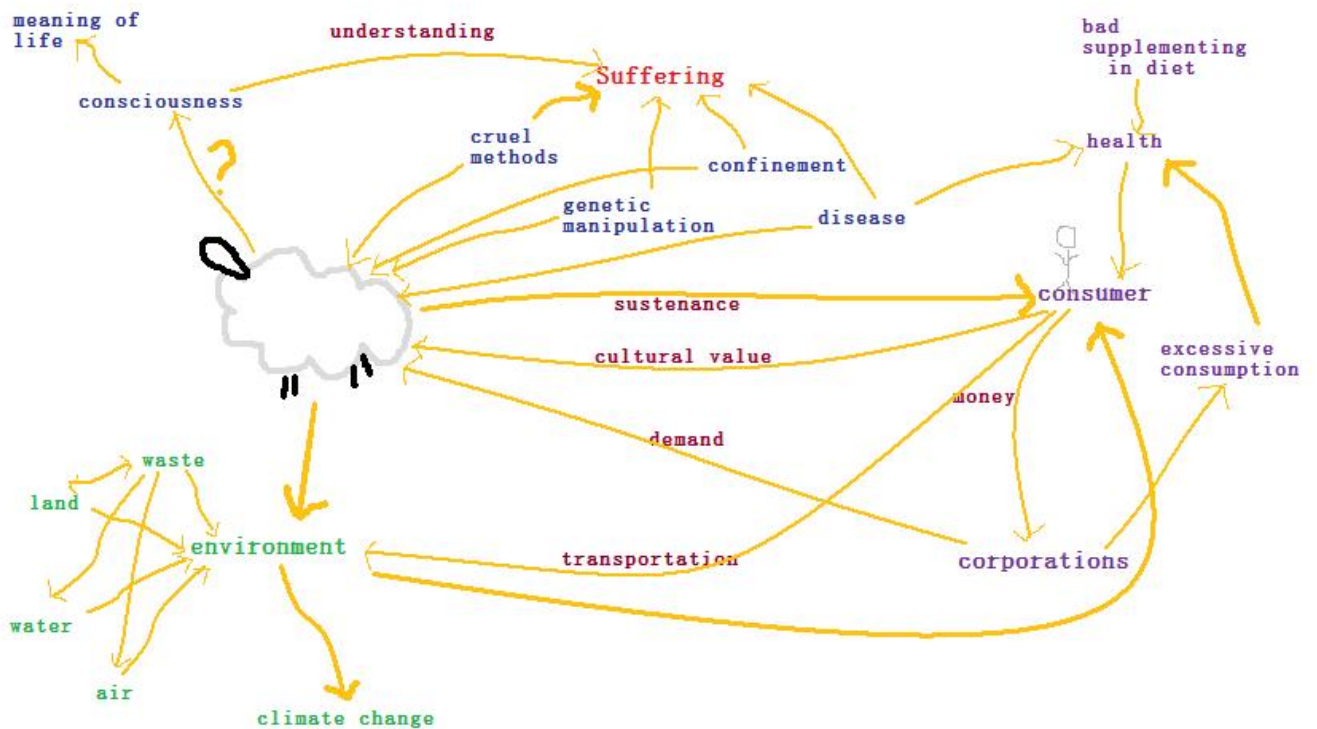 meaning of
life
understanding
bad
supplementing
in diet
Suffering
consciousness
?
cruel
methods
confinement
health
genetic
manipulation
disease
sustenance
consumer
cultural value
excessive
consumption
money
demand
waste
land
environment
transportation
corporations
water
air
climate change